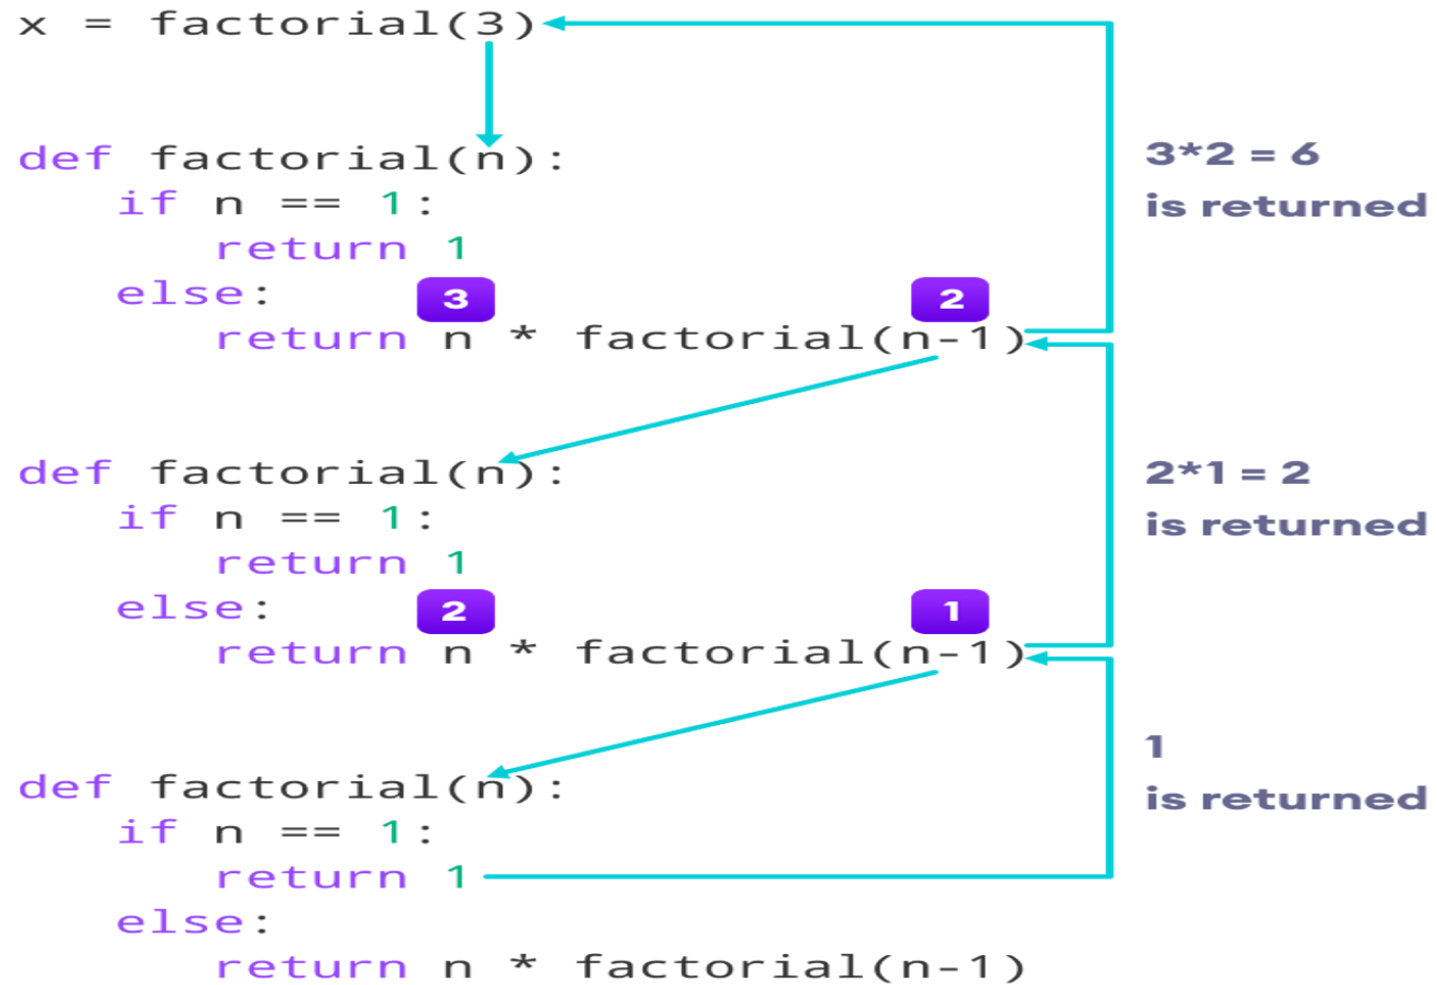 x = factorial(3)
def factorial(n):
    if n == 1:
        return 1
    else:
3
2
        return n * factorial(n-1)
3*2 = 6
is returned
def factorial(n):
    if n == 1:
        return 1
    else:
2
1
        return n * factorial(n-1)
2*1 = 2
is returned
def factorial(n):
    if n == 1:
        return 1
    else:
        return n * factorial(n-1)
1
is returned